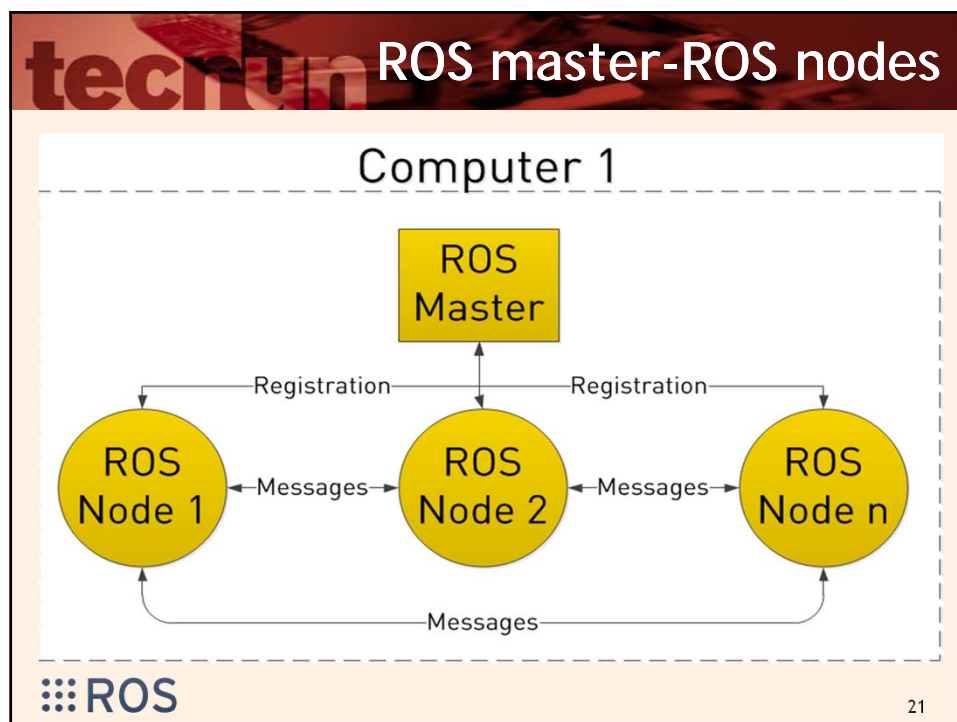 tecnun
ROS master-ROS nodes
Computer 1
ROS
Master
Registration
Registration
ROS
Node 1
Messages
ROS
Node 2
Messages
ROS
Node n
Messages
ROS
21